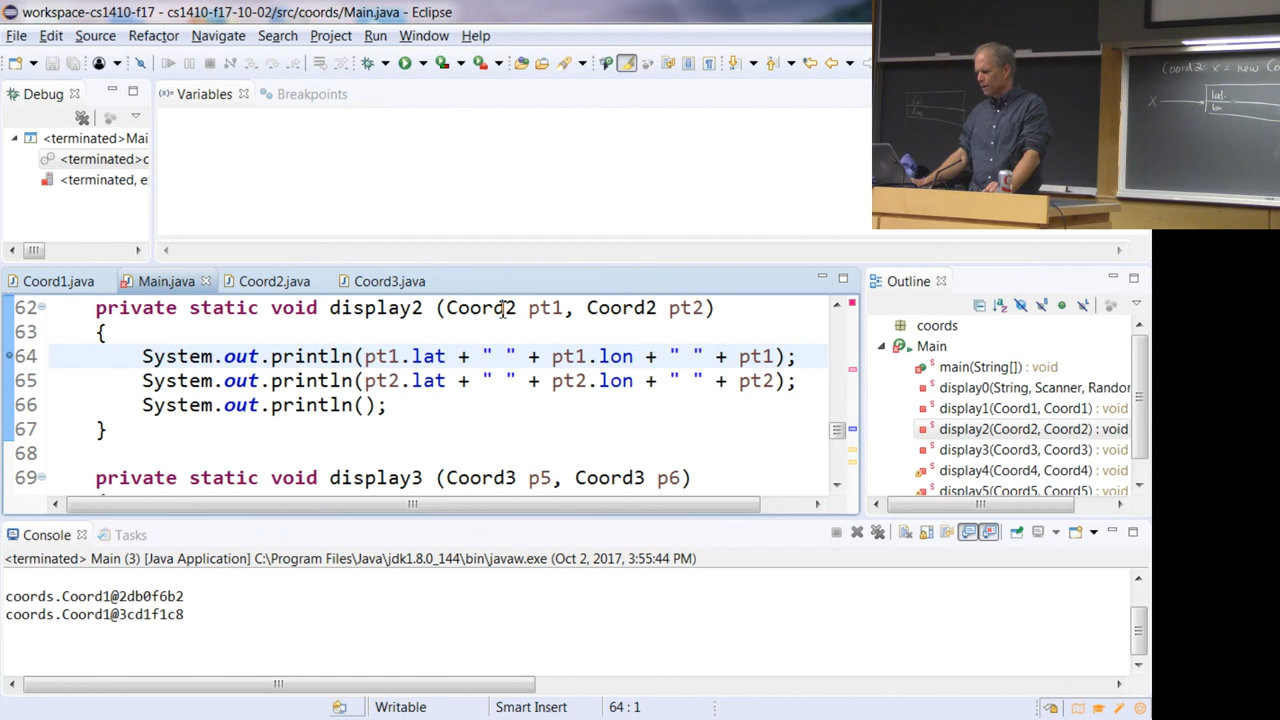 workspace-cs1410-f17 - cs1410-f17-10-02/src/coords/Main.java - Eclipse
File Edit Source Refactor Navigate Search Project Run Window Help
Debug
Variables Breakpoints
<terminated>Mai
<terminated>c
<terminated, e
Coord2 x = new Co
X
lat
lon
Coord1.java Main.java Coord2.java Coord3.java
62 private static void display2 (Coord2 pt1, Coord2 pt2)
63 {
64 System.out.println(pt1.lat + " " + pt1.lon + " " + pt1);
65 System.out.println(pt2.lat + " " + pt2.lon + " " + pt2);
66 System.out.println();
67 }
68
69 private static void display3 (Coord3 p5, Coord3 p6)
Outline
coords
Main
main(String[]) : void
display0(String, Scanner, Randor
display1(Coord1, Coord1) : void
display2(Coord2, Coord2) : void
display3(Coord3, Coord3) : void
display4(Coord4, Coord4) : void
display5(Coord5, Coord5) : void
Console Tasks
<terminated> Main (3) [Java Application] C:\Program Files\Java\jdk1.8.0_144\bin\javaw.exe (Oct 2, 2017, 3:55:44 PM)
coords.Coord1@2db0f6b2
coords.Coord1@3cd1f1c8
Writable Smart Insert 64 : 1